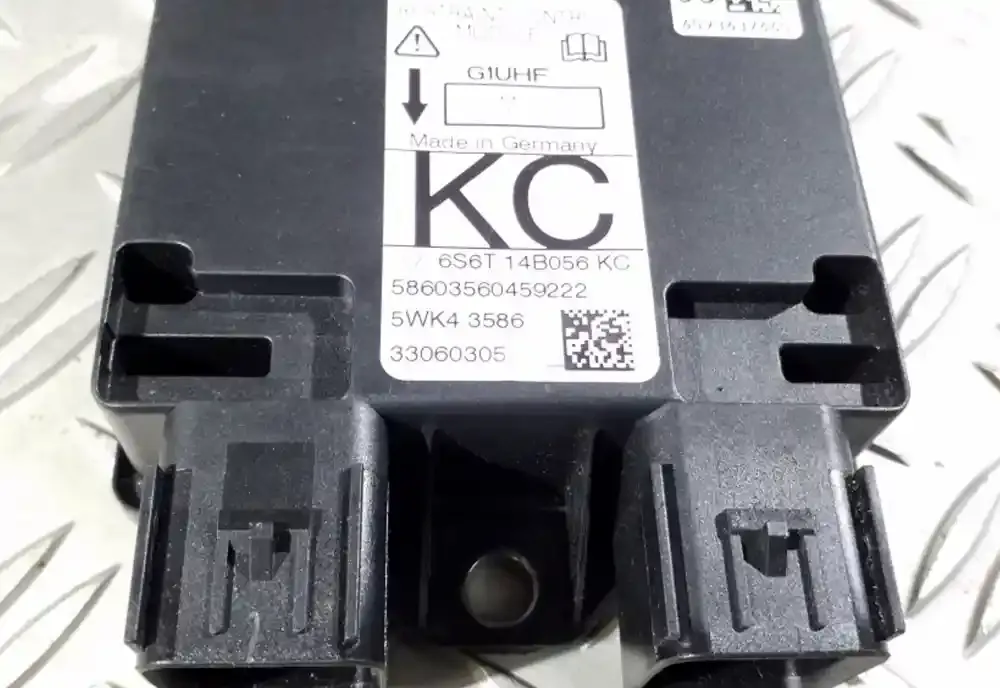 G1UHF
Made in Germany
KC
6S6T 14B056 KC
58603560459222
5WK4 3586
33060305